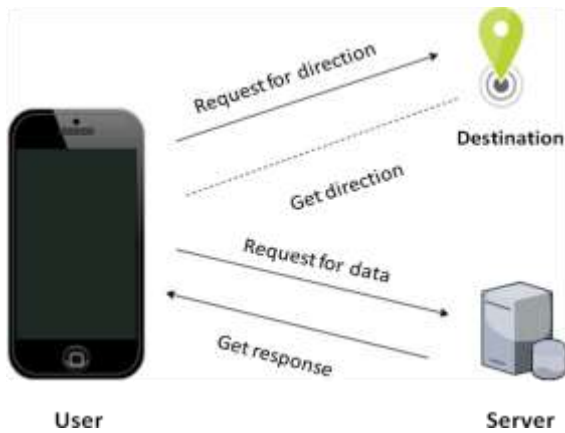 Request for direction
Destination
Get direction
Request for data
Get response
User
Server